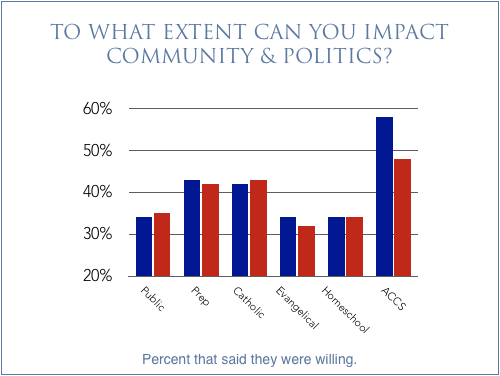 TO WHAT EXTENT CAN YOU IMPACT
COMMUNITY & POLITICS?
60%
50%
40%
30%
20%
Public
Prep
Catholic
Evangelical
Homeschool
ACCS
Percent that said they were willing.